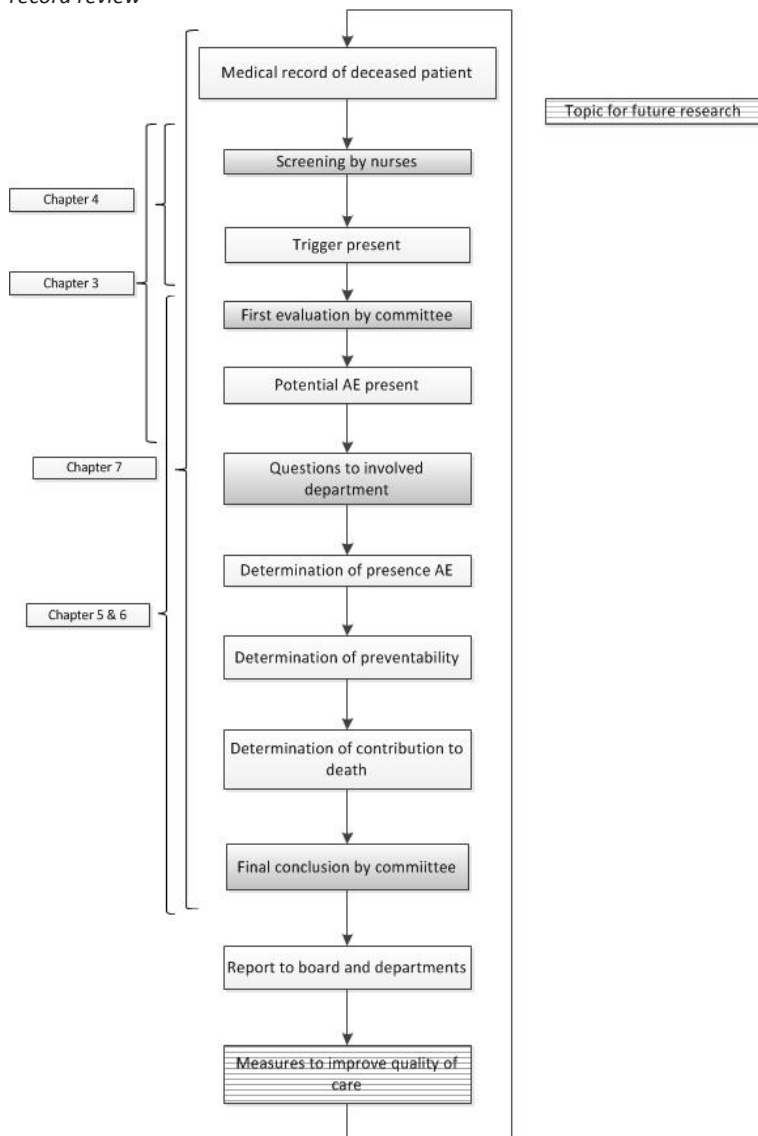 record review
Medical record of deceased patient
Topic for future research
Screening by nurses
Chapter 4
Trigger present
Chapter 3
First evaluation by committee
Potential AE present
Chapter 7
Questions to involved
department
Determination of presence AE
Chapter 5 & 6
Determination of preventability
Determination of contribution to
death
Final conclusion by commiittee
Report to board and departments
Measures to improve quality of
care